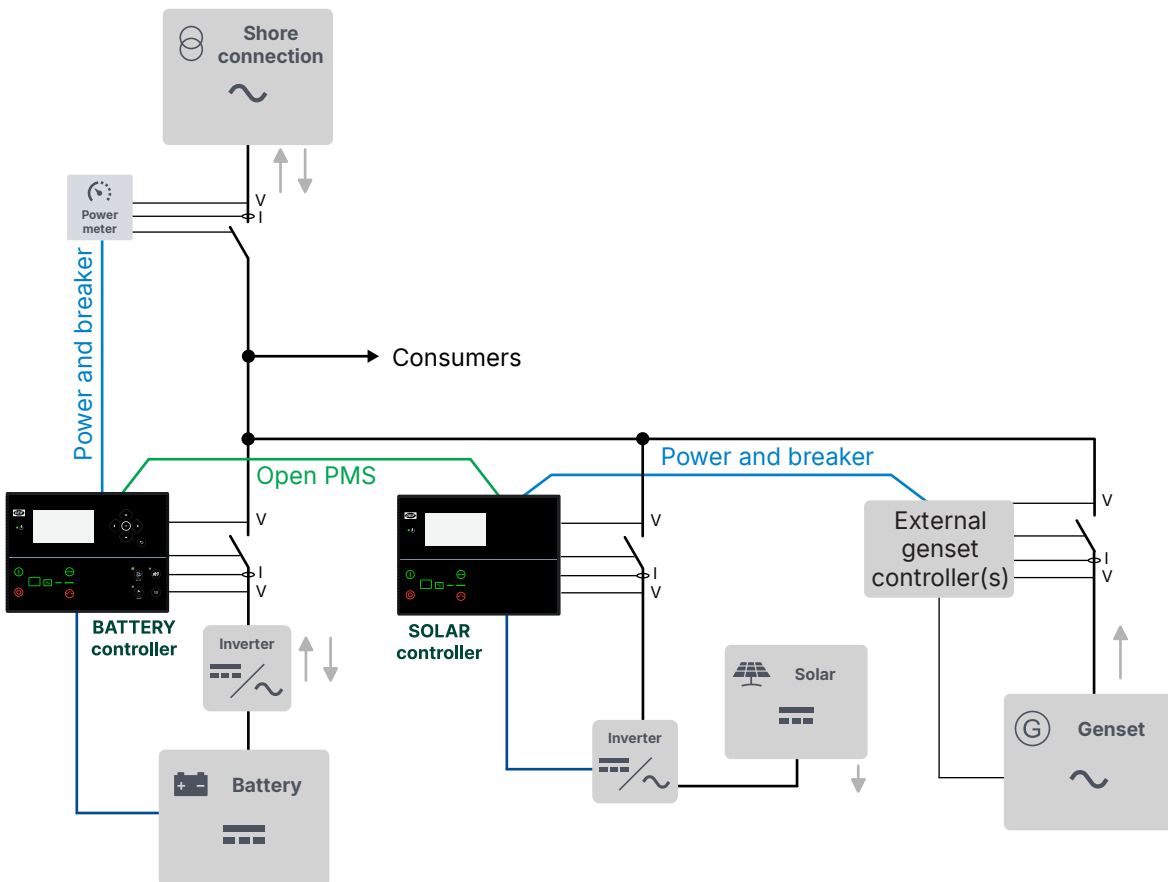 Shore
connection
V
I
Power
meter
Power and breaker
Consumers
Open PMS
Power and breaker
V
I
V
BATTERY
controller
V
I
V
SOLAR
controller
External
genset
controller(s)
V
I
V
Inverter
Battery
Inverter
Solar
G
Genset